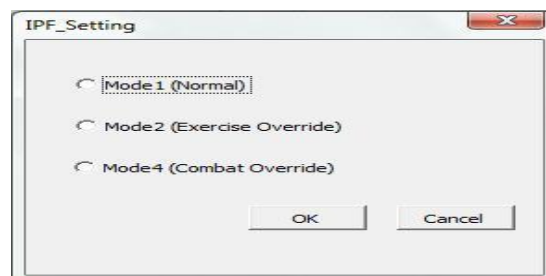 IPF_Setting
Mode1 (Normal)
Mode2 (Exercise Override)
Mode4 (Combat Override)
OK Cancel